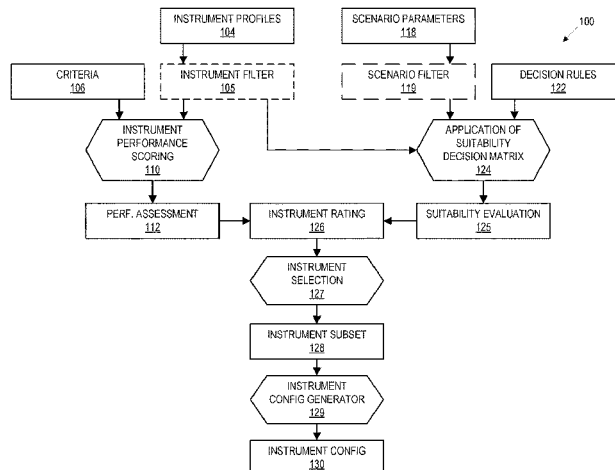 INSTRUMENT PROFILES
104
SCENARIO PARAMETERS
118
100
CRITERIA
106
INSTRUMENT FILTER
105
SCENARIO FILTER
119
DECISION RULES
122
INSTRUMENT
PERFORMANCE
SCORING
110
APPLICATION OF
SUITABILITY
DECISION MATRIX
124
PERF. ASSESSMENT
112
INSTRUMENT RATING
126
SUITABILITY EVALUATION
125
INSTRUMENT
SELECTION
127
INSTRUMENT SUBSET
128
INSTRUMENT
CONFIG GENERATOR
129
INSTRUMENT CONFIG
130